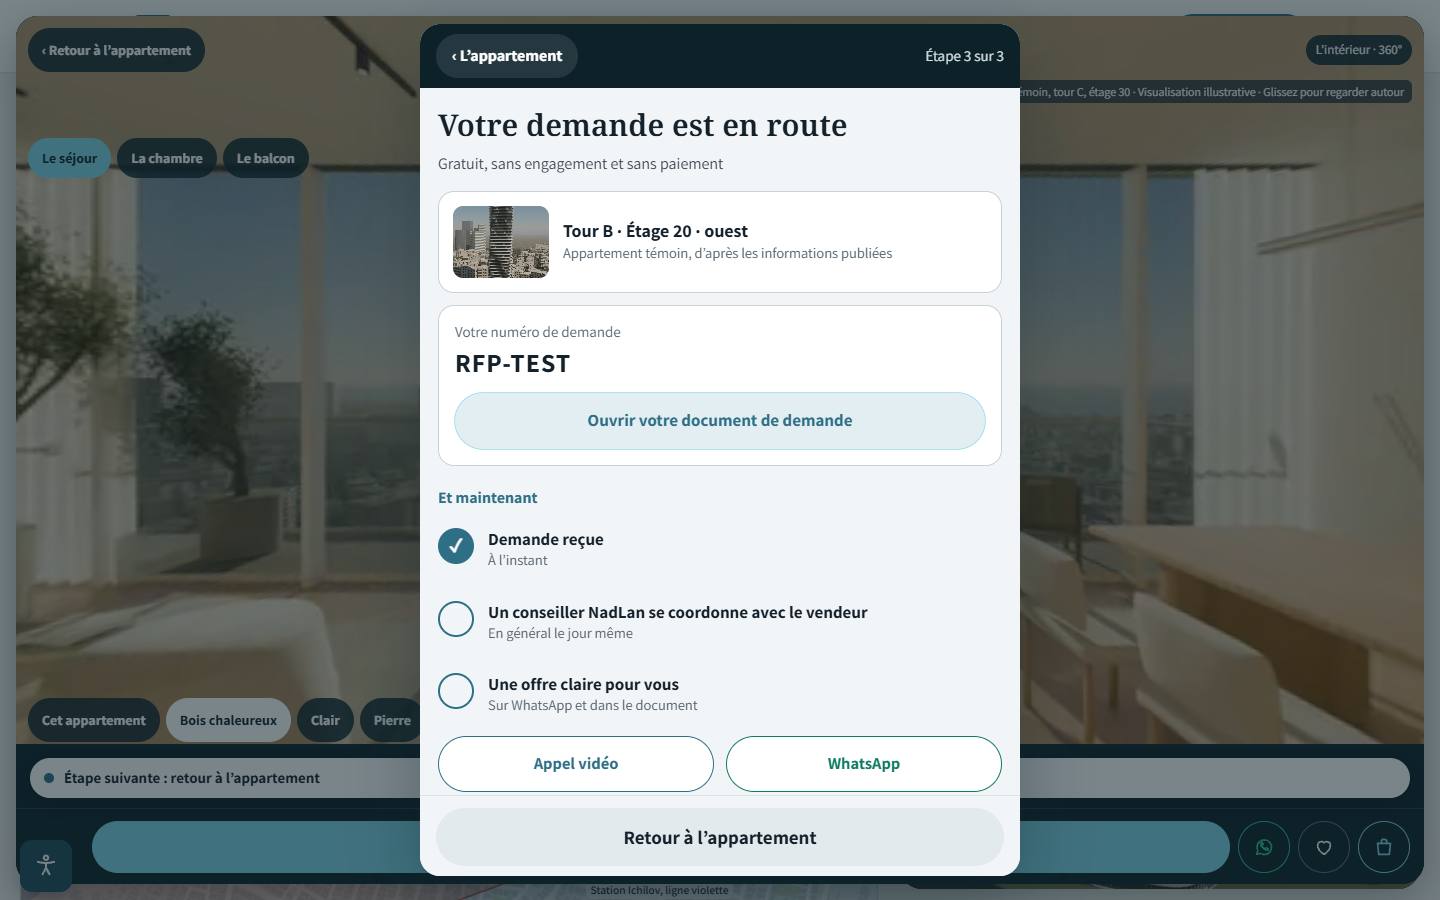 ‹ Retour à l’appartement
L’intérieur · 360°
émoin, tour C, étage 30 · Visualisation illustrative · Glissez pour regarder autour
Le séjour
La chambre
Le balcon
‹ L’appartement
Étape 3 sur 3
Votre demande est en route
Gratuit, sans engagement et sans paiement
Tour B · Étage 20 · ouest
Appartement témoin, d’après les informations publiées
Votre numéro de demande
RFP-TEST
Ouvrir votre document de demande
Et maintenant
Demande reçue
À l’instant
Un conseiller NadLan se coordonne avec le vendeur
En général le jour même
Une offre claire pour vous
Sur WhatsApp et dans le document
Appel vidéo
WhatsApp
Retour à l’appartement
Cet appartement
Bois chaleureux
Clair
Pierre
Étape suivante : retour à l’appartement
Station Ichilov, ligne violette